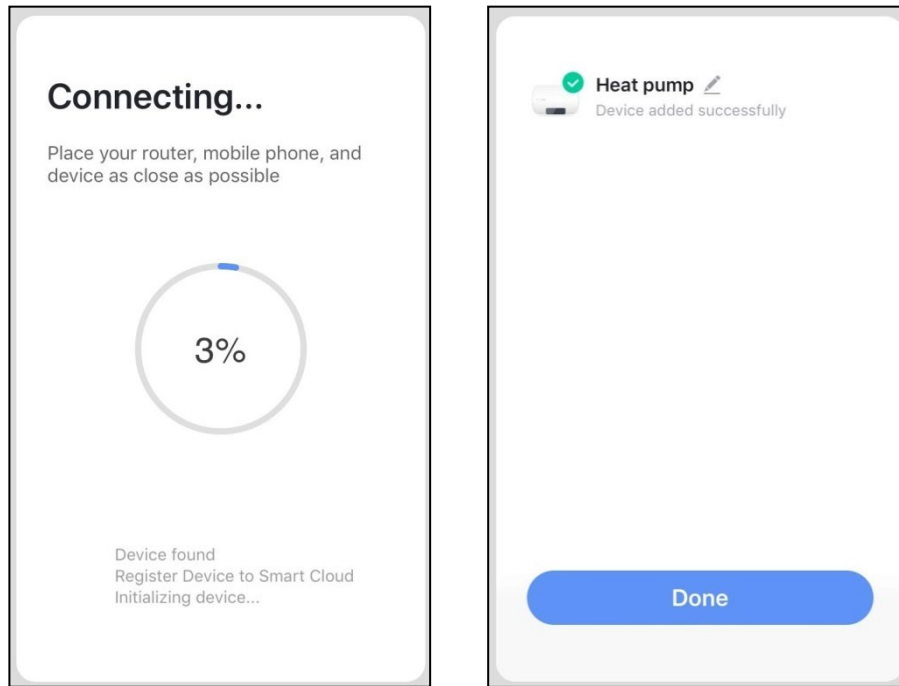 Connecting...
Place your router, mobile phone, and
device as close as possible
3%
Device found
Register Device to Smart Cloud
Initializing device...
Heat pump
Device added successfully
Done